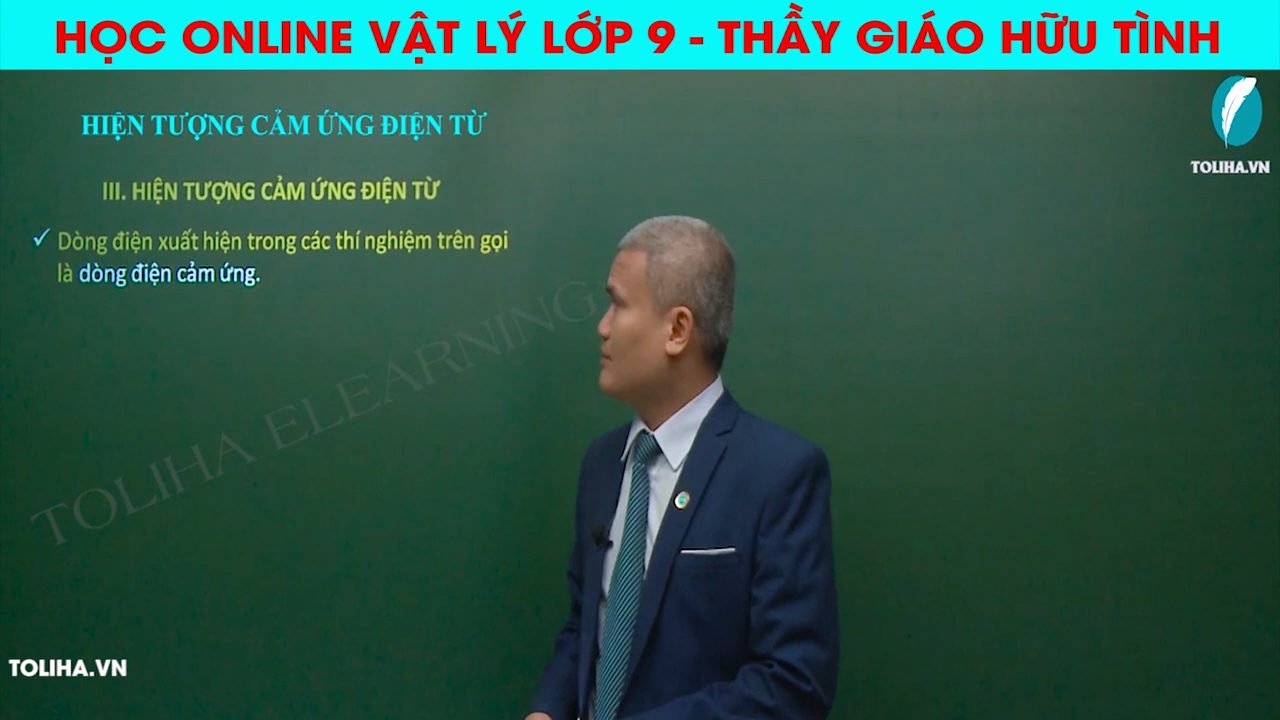 HỌC ONLINE VẬT LÝ LỚP 9 - THẦY GIÁO HỮU TÌNH
TOLIHA.VN
HIỆN TƯỢNG CẢM ỨNG ĐIỆN TỪ
III. HIỆN TƯỢNG CẢM ỨNG ĐIỆN TỪ
✓ Dòng điện xuất hiện trong các thí nghiệm trên gọi
là dòng điện cảm ứng.
TOLIHA ELEARNING
TOLIHA.VN